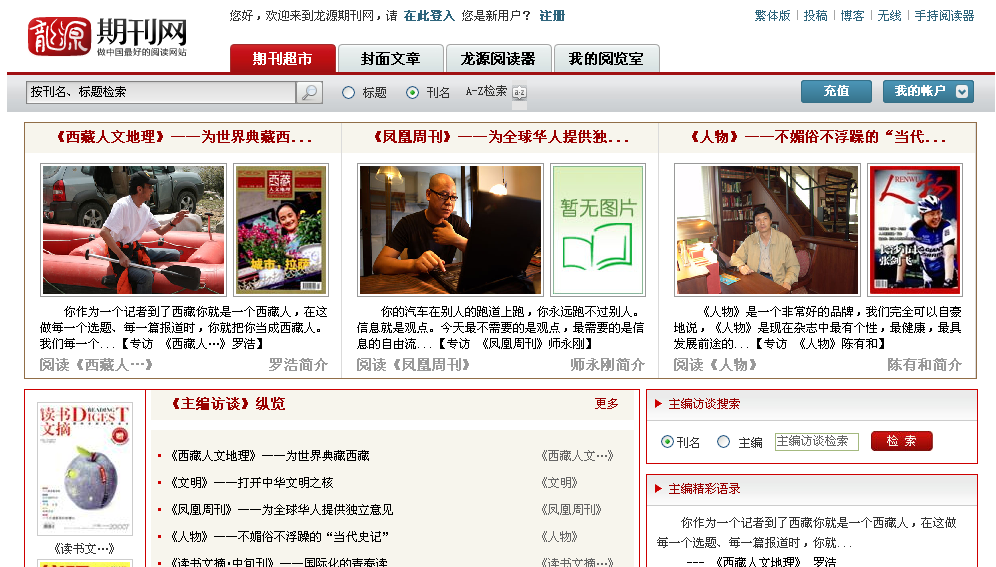 龙源 期刊网
做中国最好的阅读网站
您好，欢迎来到龙源期刊网，请 在此登入 您是新用户？ 注册
繁体版 | 投稿 | 博客 | 无线 | 手持阅读器
期刊超市 封面文章 龙源阅读器 我的阅览室
按刊名、标题检索 标题 刊名 A-Z检索 a-z 充值 我的帐户
《西藏人文地理》——为世界典藏西...
《凤凰周刊》——为全球华人提供独...
《人物》——不媚俗不浮躁的“当代...
西藏
人文地理
城市·拉萨
暂无图片
RENWU
人物
张剑飞
你作为一个记者到了西藏你就是一个西藏人，在这
做每一个选题、每一篇报道时，你就把你当成西藏人。
我们每一个...【专访 《西藏人…》罗浩】
阅读《西藏人…》 罗浩简介
你的汽车在别人的跑道上跑，你永远跑不过别人。
信息就是观点。今天最不需要的是观点，最需要的是信
息的自由流...【专访 《凤凰周刊》师永刚】
阅读《凤凰周刊》 师永刚简介
《人物》是一个非常好的品牌，我们完全可以自豪
地说，《人物》是现在杂志中最有个性，最健康，最具
发展前途的...【专访 《人物》陈有和】
阅读《人物》 陈有和简介
读书 READING DIGEST
文摘
《读书文…》
《主编访谈》纵览 更多
《西藏人文地理》——为世界典藏西藏 《西藏人文…》
《文明》——打开中华文明之核 《文明》
《凤凰周刊》——为全球华人提供独立意见 《凤凰周刊》
《人物》——不媚俗不浮躁的“当代史记” 《人物》
《读书文摘·中旬刊》——国际化的青春读 《读书文摘…》
主编访谈搜索
刊名 主编 主编访谈检索 检 索
主编精彩语录
你作为一个记者到了西藏你就是一个西藏人，在这做
每一个选题、每一篇报道时，你就...
--- 《西藏人文地理》 罗浩